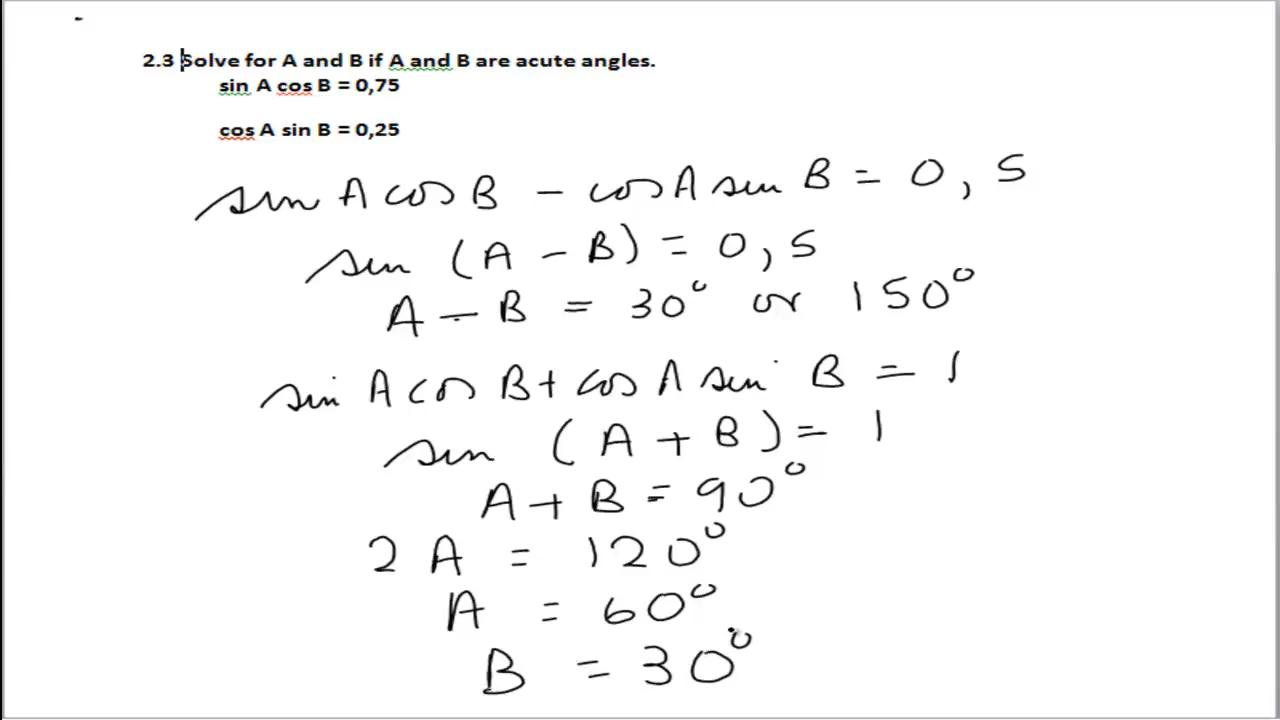 2.3 Solve for A and B if A and B are acute angles.
sin A cos B = 0,75
cos A sin B = 0,25
sin A cos B - cos A sin B = 0,5
sin (A - B) = 0,5
A - B = 30° or 150°
sin A cos B + cos A sin B = 1
sin (A + B) = 1
A + B = 90°
2 A = 120°
A = 60°
B = 30°